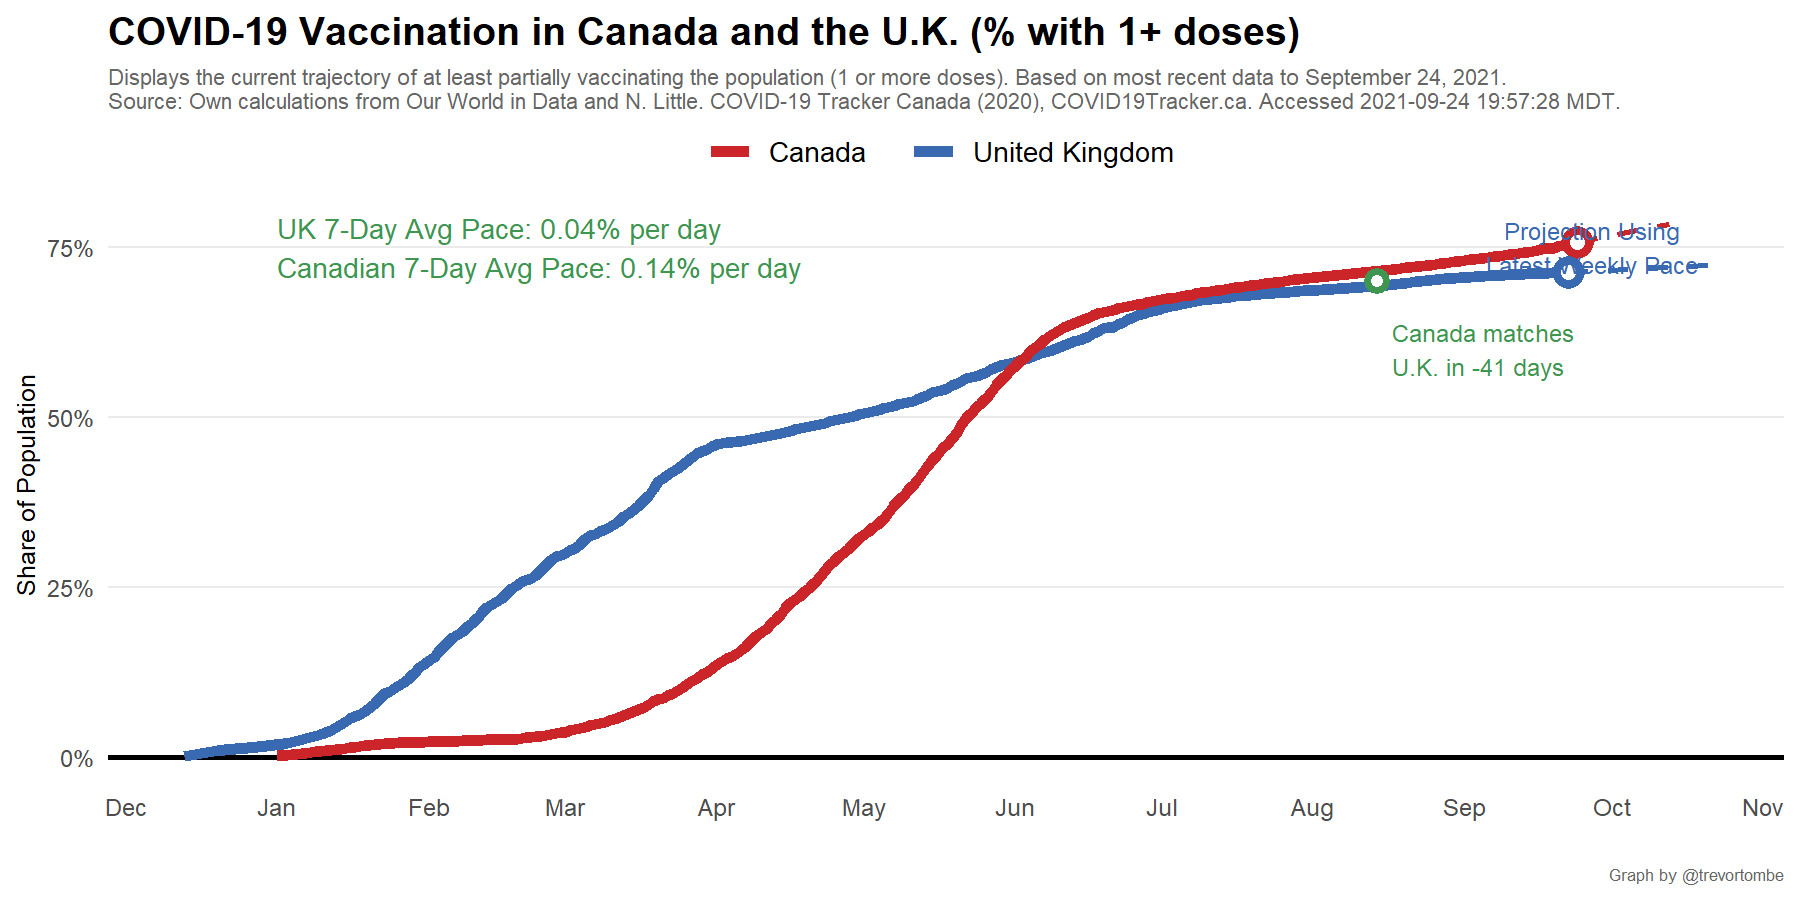 COVID-19 Vaccination in Canada and the U.K. (% with 1+ doses)
Displays the current trajectory of at least partially vaccinating the population (1 or more doses). Based on most recent data to September 24, 2021.
Source: Own calculations from Our World in Data and N. Little. COVID-19 Tracker Canada (2020), COVID19Tracker.ca. Accessed 2021-09-24 19:57:28 MDT.
Canada
United Kingdom
UK 7-Day Avg Pace: 0.04% per day
Canadian 7-Day Avg Pace: 0.14% per day
Projection Using
Latest Weekly Pace
Canada matches
U.K. in -41 days
Share of Population
75%
50%
25%
0%
Dec Jan Feb Mar Apr May Jun Jul Aug Sep Oct Nov
Graph by @trevortombe